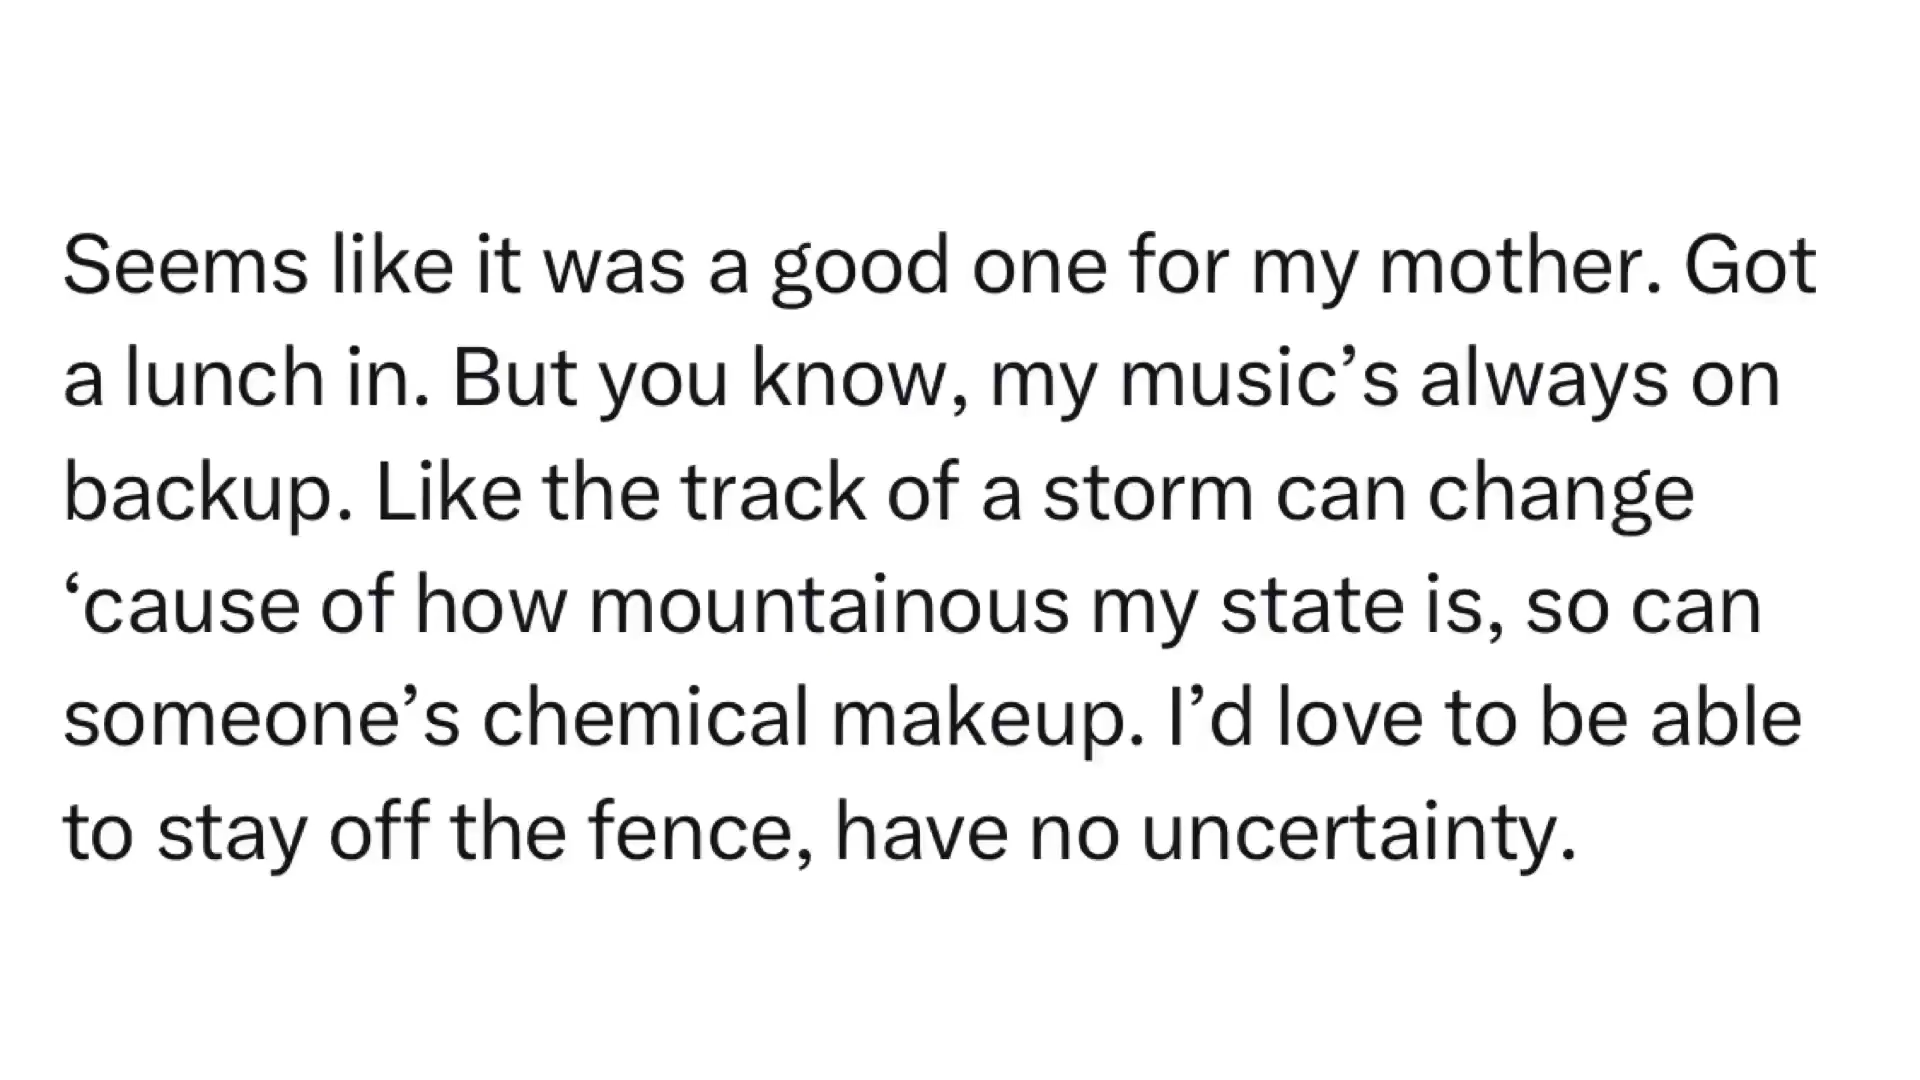 Seems like it was a good one for my mother. Got
a lunch in. But you know, my music’s always on
backup. Like the track of a storm can change
‘cause of how mountainous my state is, so can
someone’s chemical makeup. I’d love to be able
to stay off the fence, have no uncertainty.